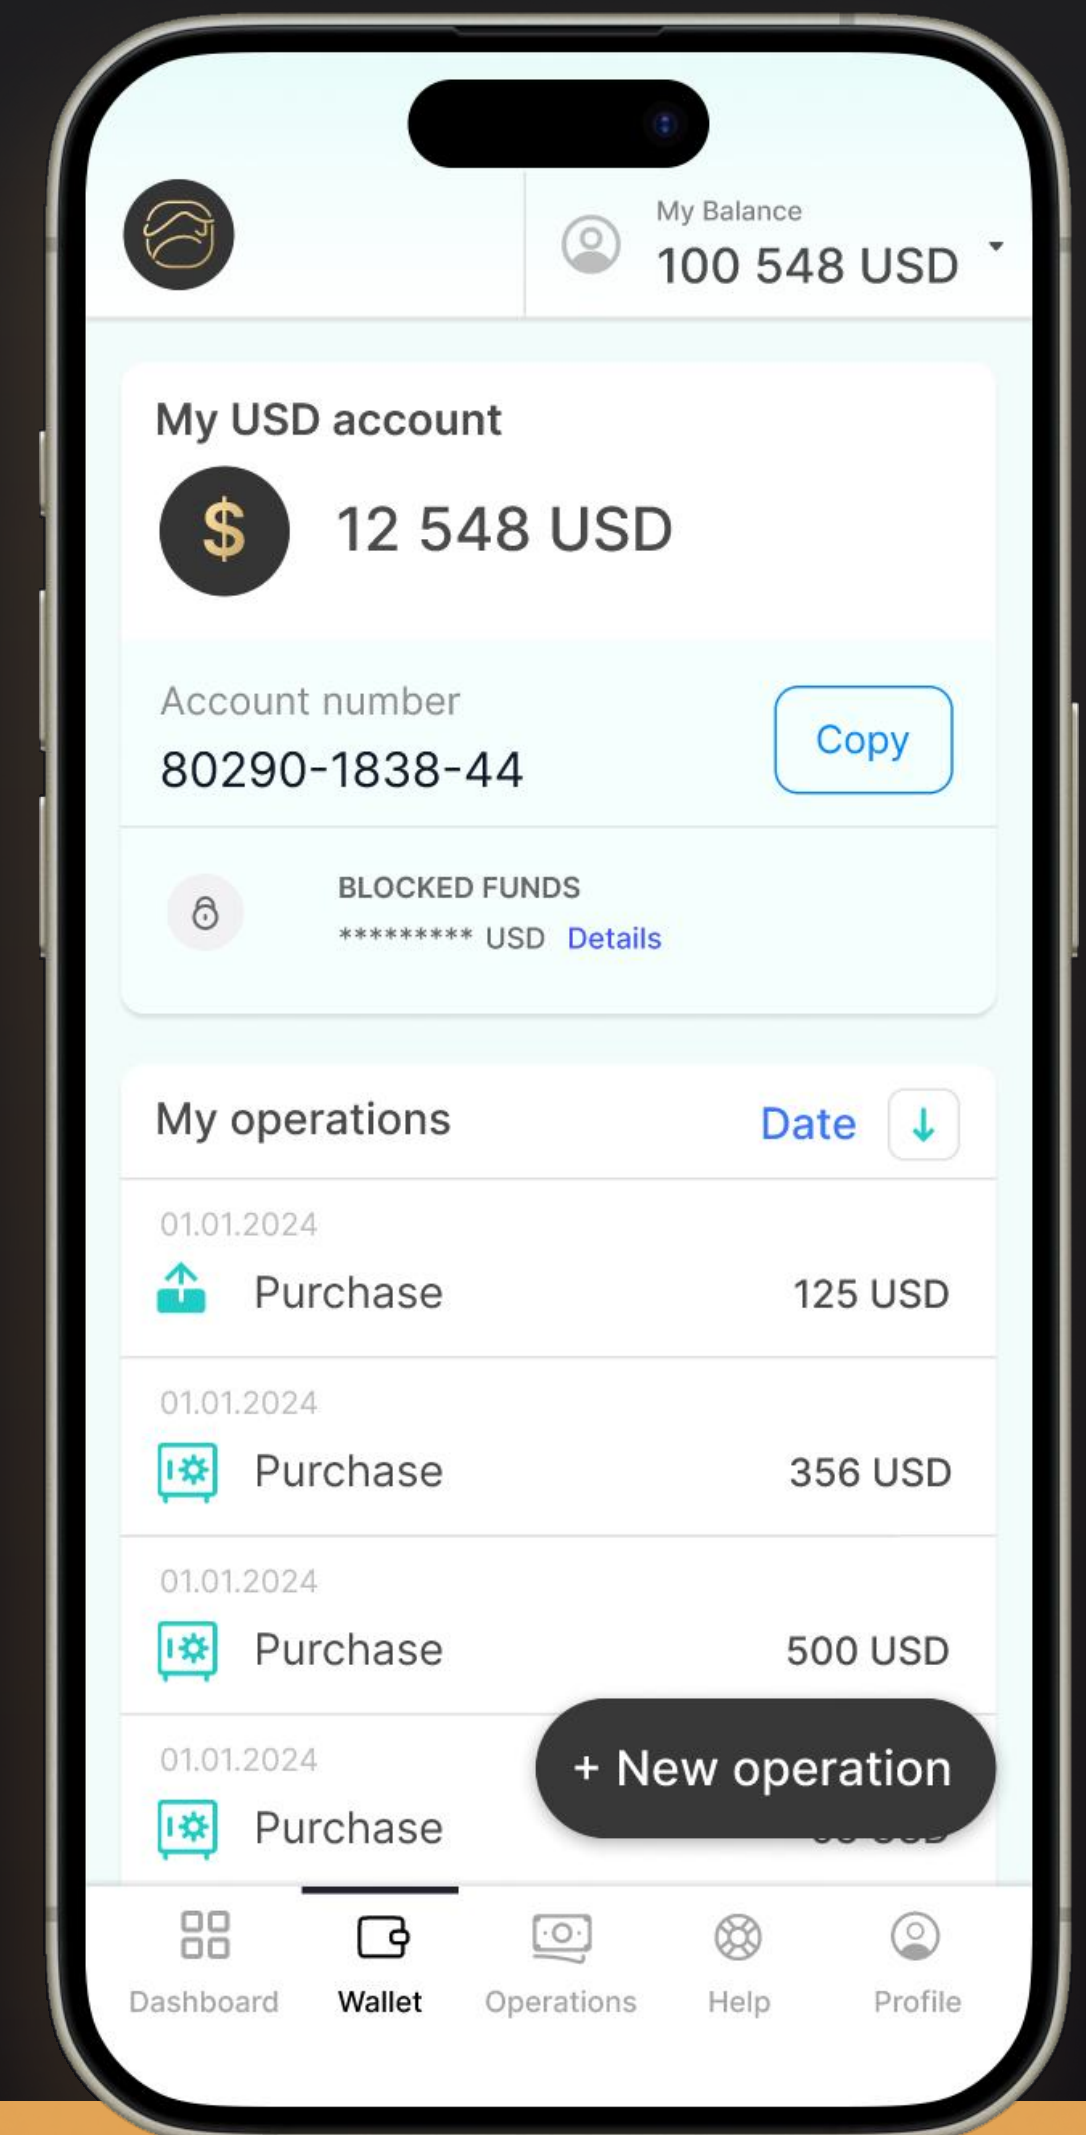 My Balance
100 548 USD
My USD account
$
12 548 USD
Account number
80290-1838-44
Copy
BLOCKED FUNDS
********* USD Details
My operations
Date
01.01.2024
Purchase
125 USD
01.01.2024
Purchase
356 USD
01.01.2024
Purchase
500 USD
01.01.2024
+ New operation
Purchase
USD
Dashboard
Wallet
Operations
Help
Profile